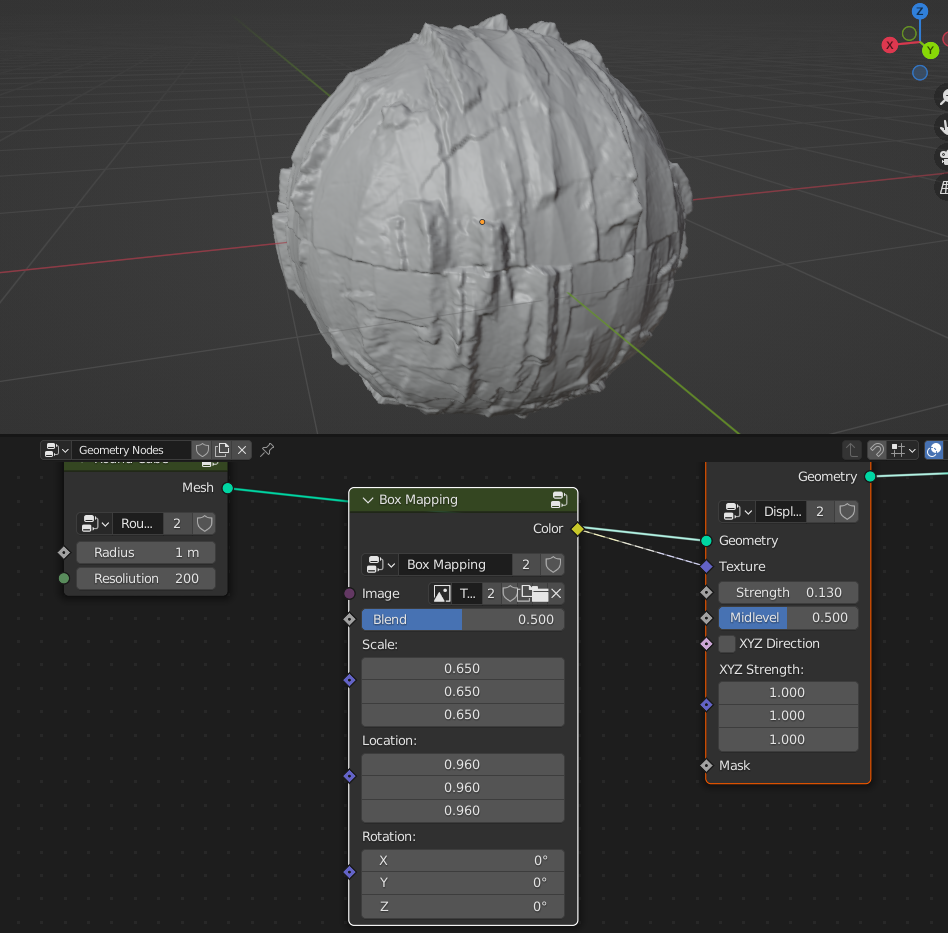 Z
X
Y
Geometry Nodes
Mesh
Rou... 2
Radius 1 m
Resoliution 200
Box Mapping
Color
Box Mapping 2
Image T... 2
Blend 0.500
Scale:
0.650
0.650
0.650
Location:
0.960
0.960
0.960
Rotation:
X 0°
Y 0°
Z 0°
Geometry
Displ... 2
Geometry
Texture
Strength 0.130
Midlevel 0.500
XYZ Direction
XYZ Strength:
1.000
1.000
1.000
Mask